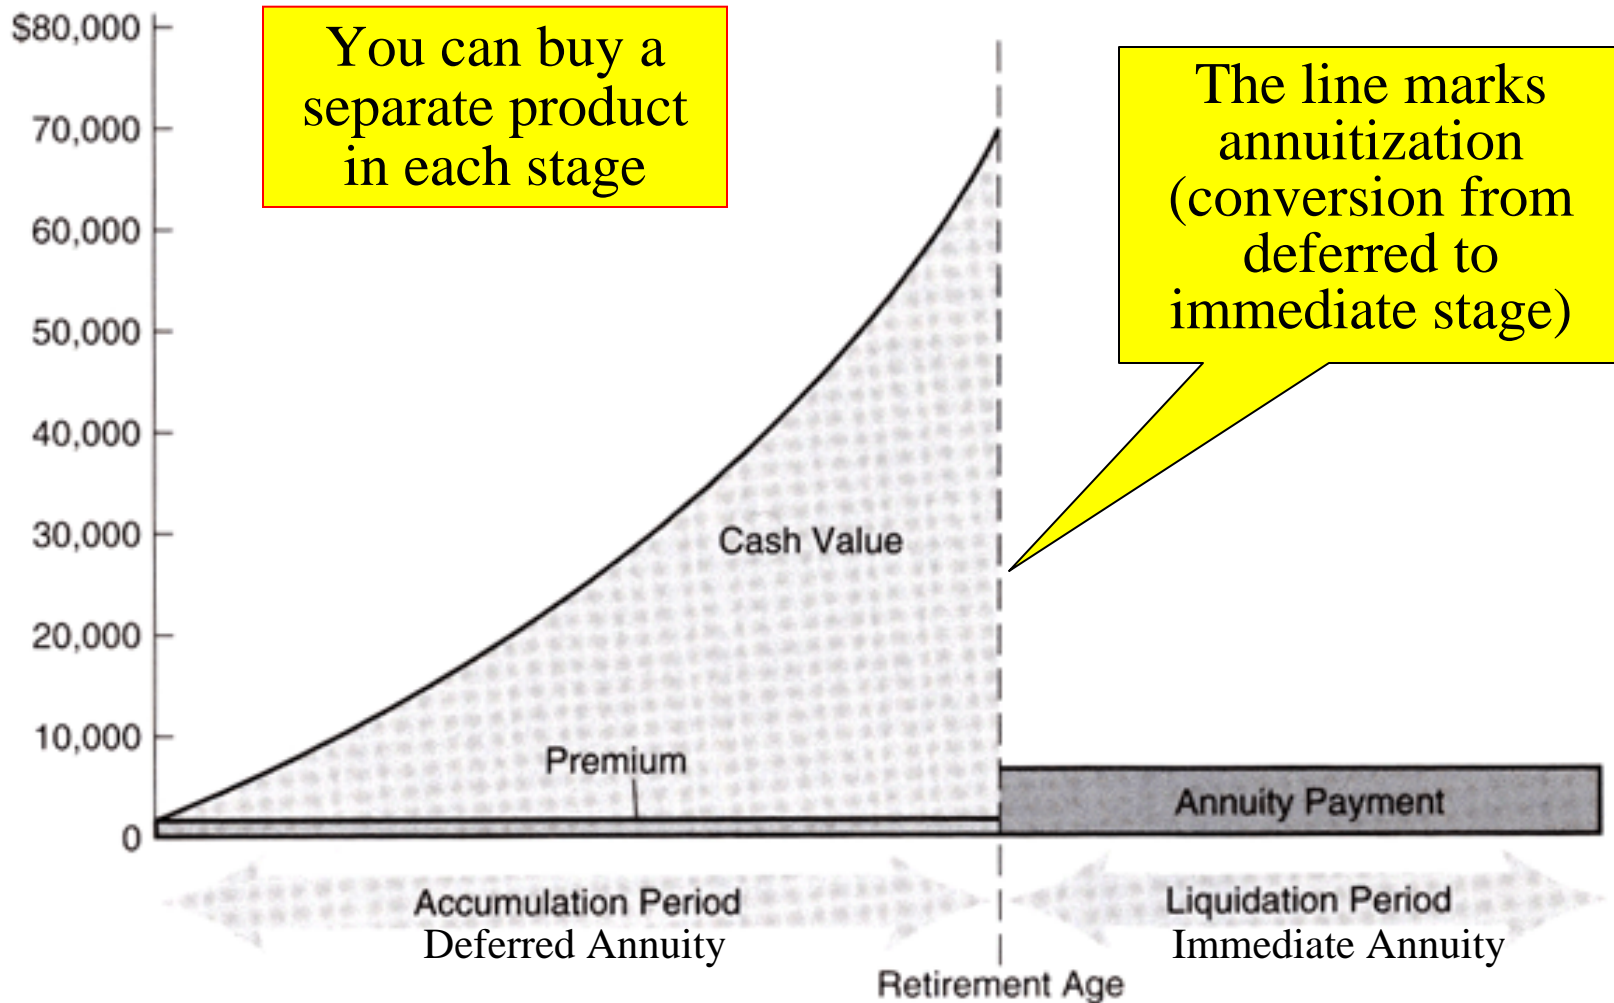 $80,000
70,000
60,000
50,000
40,000
30,000
20,000
10,000
0
You can buy a
separate product
in each stage
The line marks
annuitization
(conversion from
deferred to
immediate stage)
Cash Value
Premium
Annuity Payment
Accumulation Period
Deferred Annuity
Liquidation Period
Immediate Annuity
Retirement Age